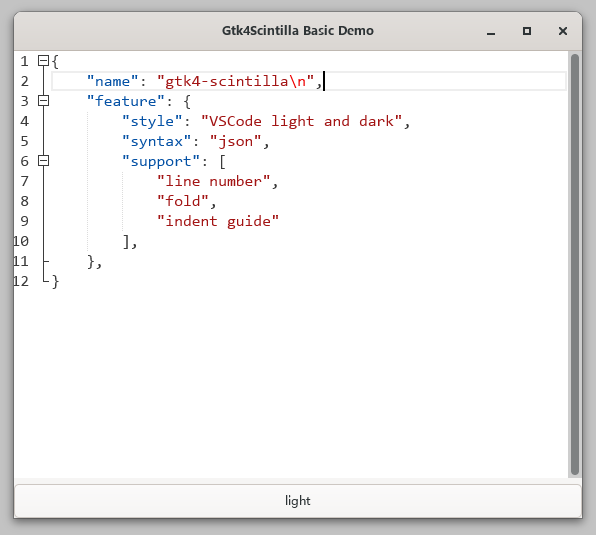 Gtk4Scintilla Basic Demo
1 {
2     "name": "gtk4-scintilla\n",
3     "feature": {
4         "style": "VSCode light and dark",
5         "syntax": "json",
6         "support": [
7             "line number",
8             "fold",
9             "indent guide"
10         ],
11     },
12 }
light